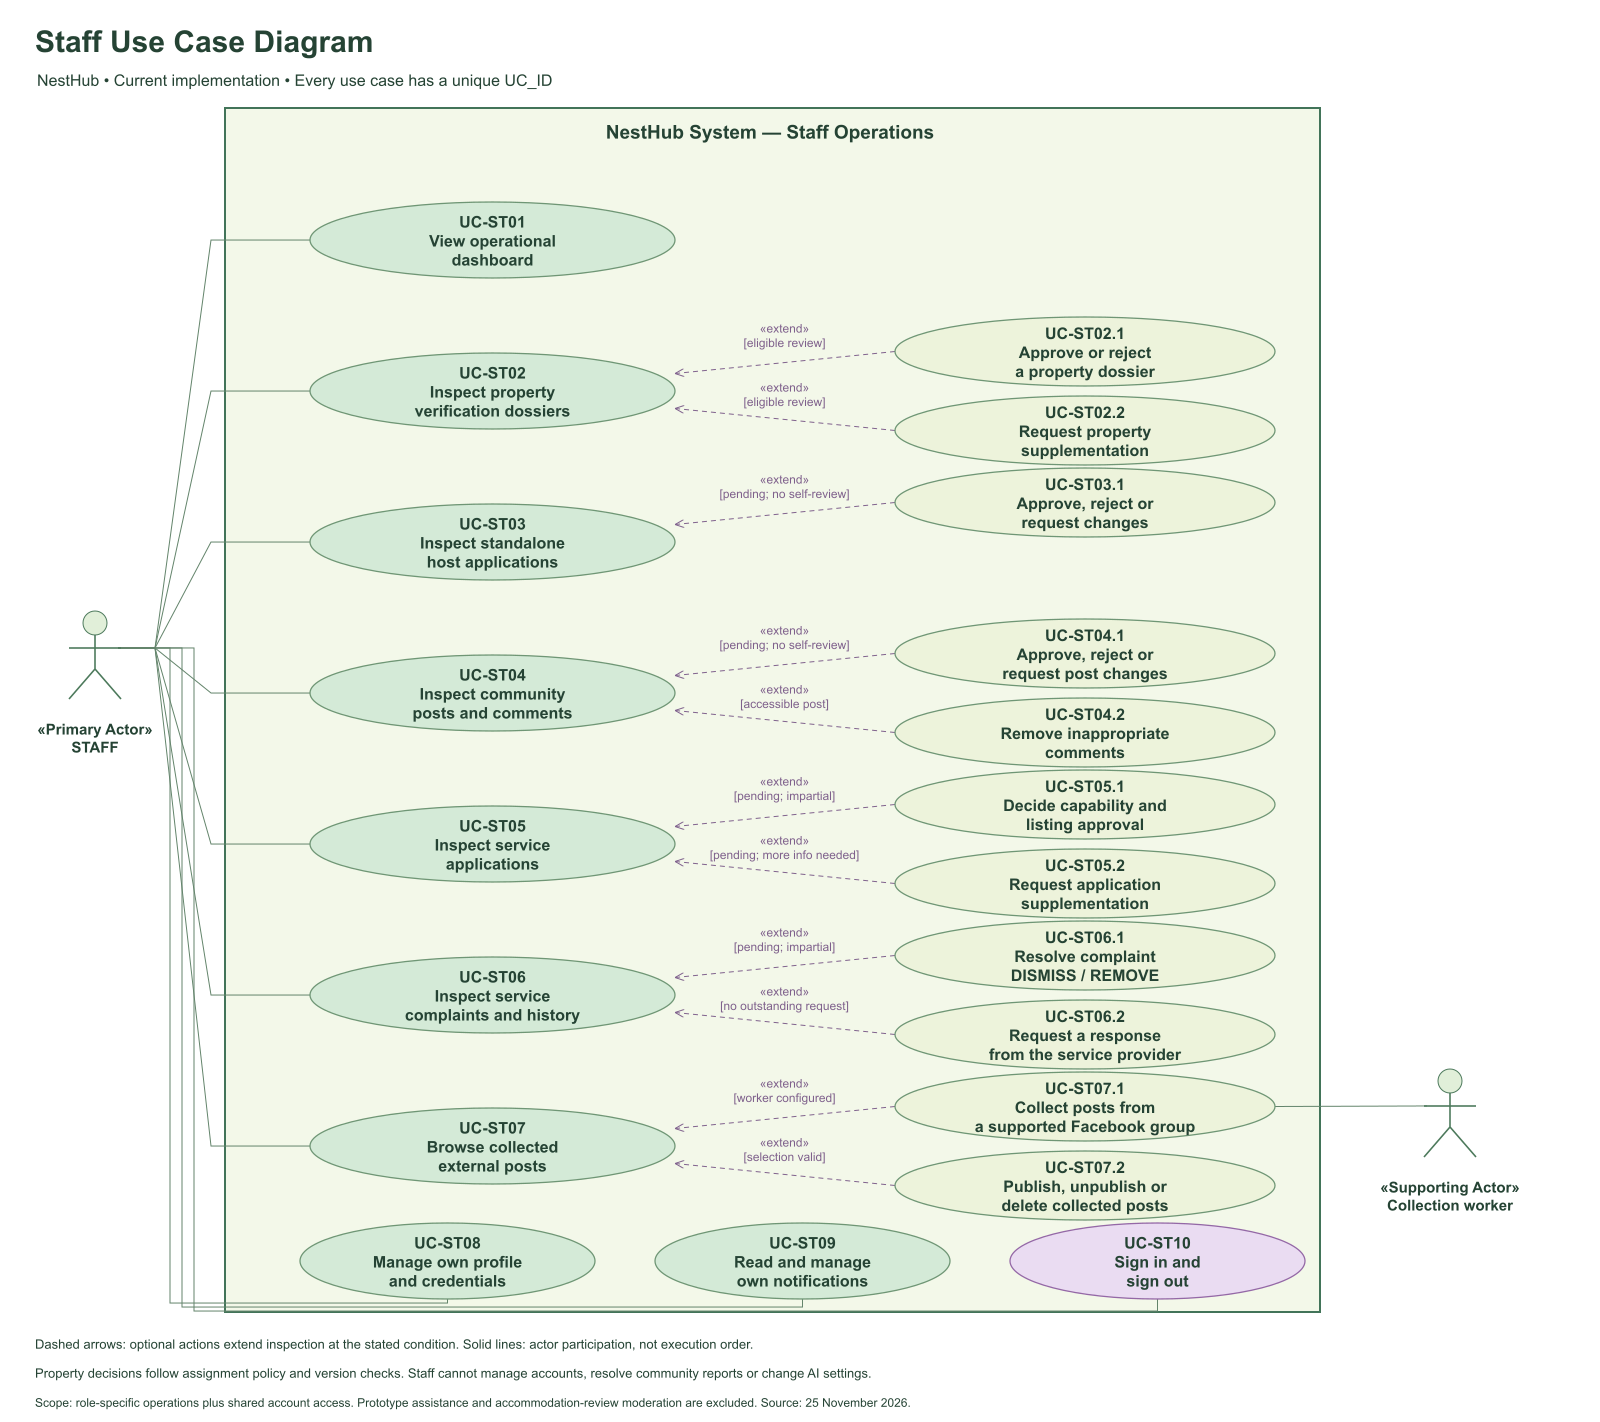 Staff Use Case Diagram
NestHub • Current implementation • Every use case has a unique UC_ID
NestHub System — Staff Operations
UC-ST01
View operational
dashboard
UC-ST02
Inspect property
verification dossiers
«extend»
[eligible review]
UC-ST02.1
Approve or reject
a property dossier
«extend»
[eligible review]
UC-ST02.2
Request property
supplementation
UC-ST03
Inspect standalone
host applications
«extend»
[pending; no self-review]
UC-ST03.1
Approve, reject or
request changes
«Primary Actor»
STAFF
UC-ST04
Inspect community
posts and comments
«extend»
[pending; no self-review]
UC-ST04.1
Approve, reject or
request post changes
«extend»
[accessible post]
UC-ST04.2
Remove inappropriate
comments
UC-ST05
Inspect service
applications
«extend»
[pending; impartial]
UC-ST05.1
Decide capability and
listing approval
«extend»
[pending; more info needed]
UC-ST05.2
Request application
supplementation
UC-ST06
Inspect service
complaints and history
«extend»
[pending; impartial]
UC-ST06.1
Resolve complaint
DISMISS / REMOVE
«extend»
[no outstanding request]
UC-ST06.2
Request a response
from the service provider
UC-ST07
Browse collected
external posts
«extend»
[worker configured]
UC-ST07.1
Collect posts from
a supported Facebook group
«extend»
[selection valid]
UC-ST07.2
Publish, unpublish or
delete collected posts
«Supporting Actor»
Collection worker
UC-ST08
Manage own profile
and credentials
UC-ST09
Read and manage
own notifications
UC-ST10
Sign in and
sign out
Dashed arrows: optional actions extend inspection at the stated condition. Solid lines: actor participation, not execution order.
Property decisions follow assignment policy and version checks. Staff cannot manage accounts, resolve community reports or change AI settings.
Scope: role-specific operations plus shared account access. Prototype assistance and accommodation-review moderation are excluded. Source: 25 November 2026.